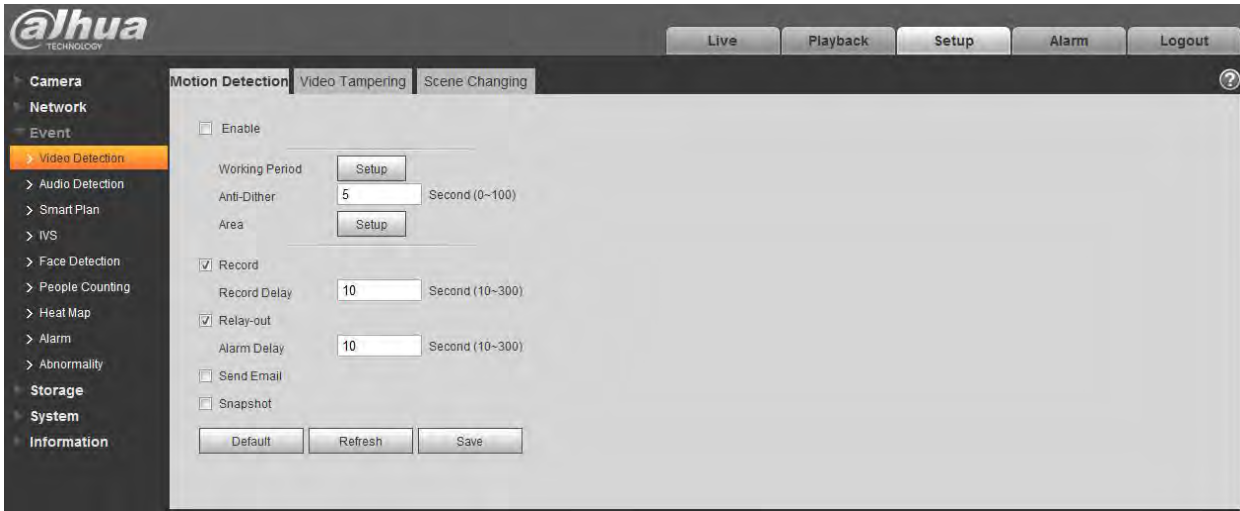 alhua
TECHNOLOGY
Live Playback Setup Alarm Logout
Camera
Network
Event
Video Detection
Audio Detection
Smart Plan
IVS
Face Detection
People Counting
Heat Map
Alarm
Abnormality
Storage
System
Information
Motion Detection Video Tampering Scene Changing
?
Enable
Working Period Setup
Anti-Dither 5 Second (0~100)
Area Setup
Record
Record Delay 10 Second (10~300)
Relay-out
Alarm Delay 10 Second (10~300)
Send Email
Snapshot
Default Refresh Save